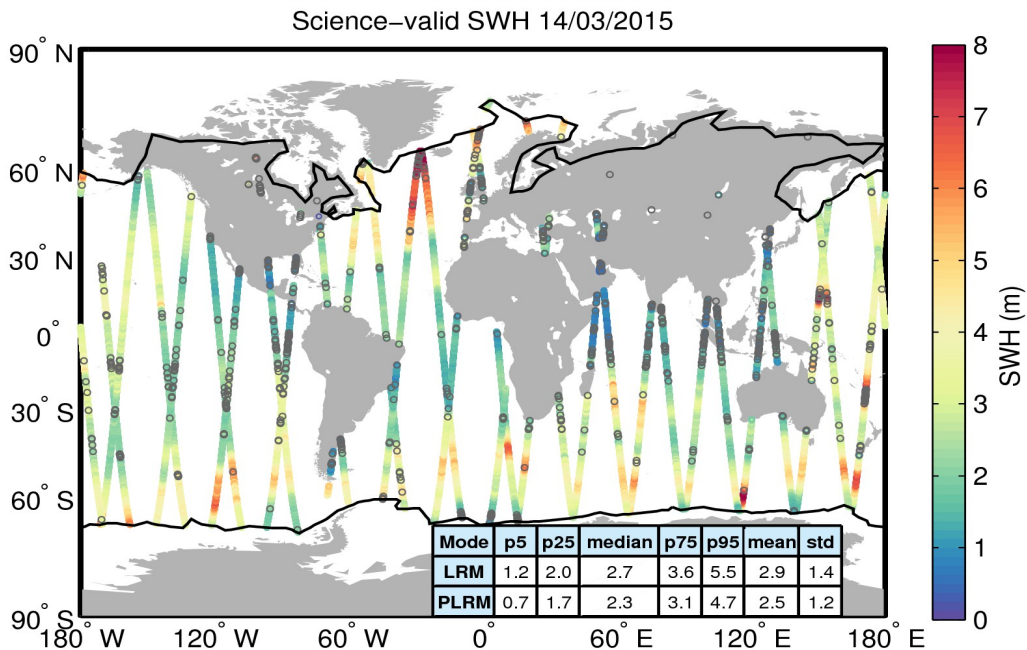 Science−valid SWH 14/03/2015
90° N
60° N
30° N
0°
30° S
60° S
90° S
180° W
120° W
60° W
0°
60° E
120° E
180° E
Mode p5 p25 median p75 p95 mean std
LRM 1.2 2.0 2.7 3.6 5.5 2.9 1.4
PLRM 0.7 1.7 2.3 3.1 4.7 2.5 1.2
8
7
6
5
4
3
2
1
0
SWH (m)